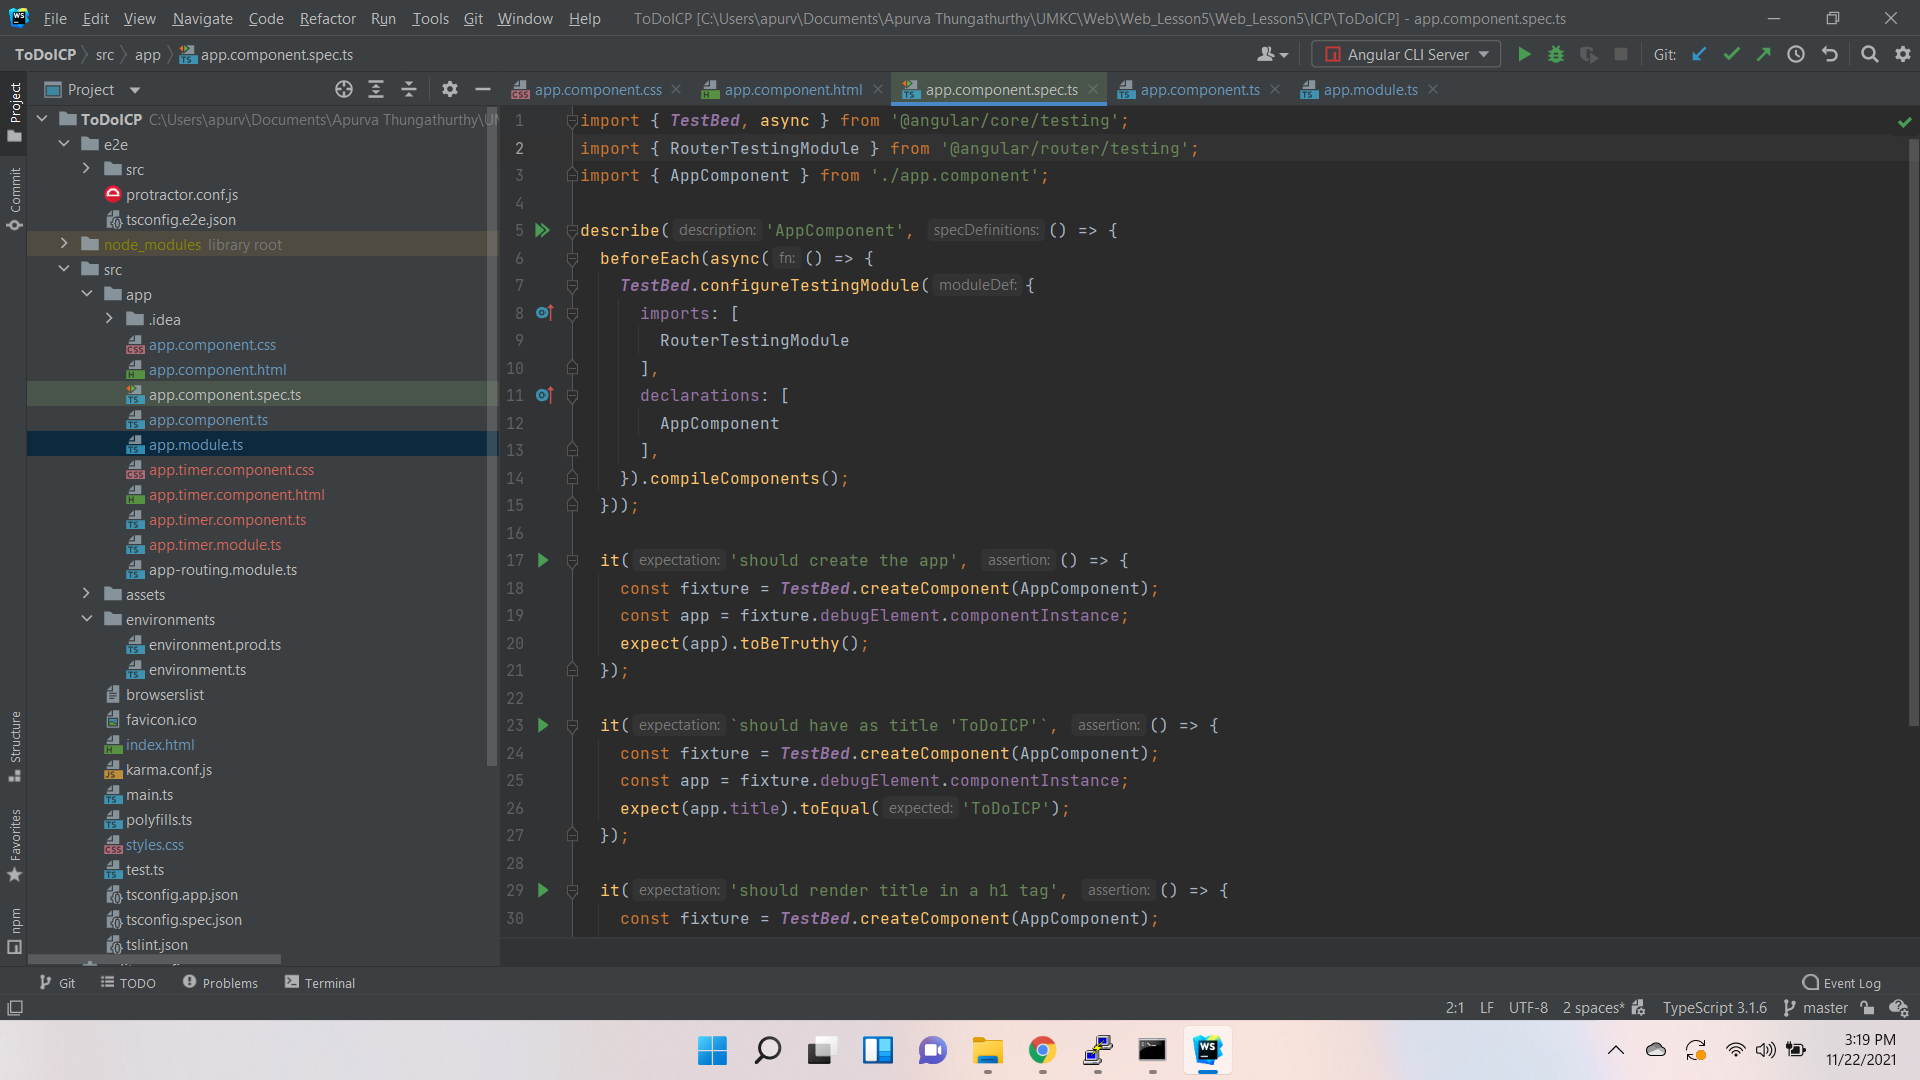 File Edit View Navigate Code Refactor Run Tools Git Window Help ToDoICP [C:\Users\apurv\Documents\Apurva Thungathurthy\UMKC\Web\Web_Lesson5\Web_Lesson5\ICP\ToDoICP] - app.component.spec.ts
ToDoICP src app app.component.spec.ts Angular CLI Server Git:
Project
app.component.css app.component.html app.component.spec.ts app.component.ts app.module.ts
Project
Commit
Structure
Favorites
npm
ToDoICP C:\Users\apurv\Documents\Apurva Thungathurthy\
e2e
src
protractor.conf.js
tsconfig.e2e.json
node_modules library root
src
app
.idea
app.component.css
app.component.html
app.component.spec.ts
app.component.ts
app.module.ts
app.timer.component.css
app.timer.component.html
app.timer.component.ts
app.timer.module.ts
app-routing.module.ts
assets
environments
environment.prod.ts
environment.ts
browserslist
favicon.ico
index.html
karma.conf.js
main.ts
polyfills.ts
styles.css
test.ts
tsconfig.app.json
tsconfig.spec.json
tslint.json
1 import { TestBed, async } from '@angular/core/testing';
2 import { RouterTestingModule } from '@angular/router/testing';
3 import { AppComponent } from './app.component';
4
5 describe( description: 'AppComponent', specDefinitions: () => {
6 beforeEach(async( fn: () => {
7 TestBed.configureTestingModule( moduleDef: {
8 imports: [
9 RouterTestingModule
10 ],
11 declarations: [
12 AppComponent
13 ],
14 }).compileComponents();
15 }));
16
17 it( expectation: 'should create the app', assertion: () => {
18 const fixture = TestBed.createComponent(AppComponent);
19 const app = fixture.debugElement.componentInstance;
20 expect(app).toBeTruthy();
21 });
22
23 it( expectation: `should have as title 'ToDoICP'`, assertion: () => {
24 const fixture = TestBed.createComponent(AppComponent);
25 const app = fixture.debugElement.componentInstance;
26 expect(app.title).toEqual( expected: 'ToDoICP');
27 });
28
29 it( expectation: 'should render title in a h1 tag', assertion: () => {
30 const fixture = TestBed.createComponent(AppComponent);
Git TODO Problems Terminal Event Log
2:1 LF UTF-8 2 spaces* TypeScript 3.1.6 master
3:19 PM
11/22/2021